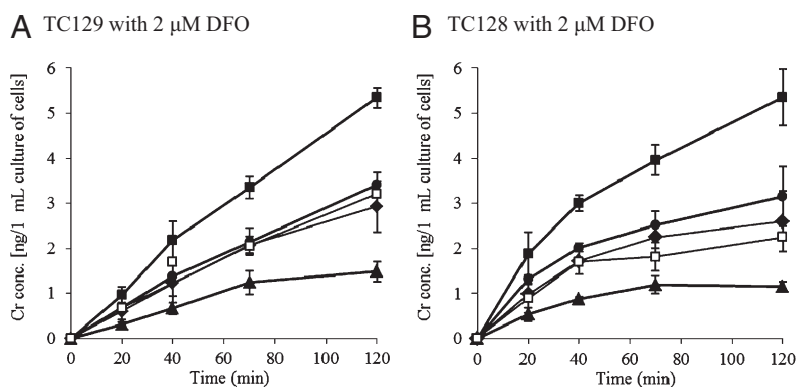 A TC129 with 2 μM DFO
Cr conc. [ng/1 mL culture of cells]
6
5
4
3
2
1
0
0 20 40 60 80 100 120
Time (min)
B TC128 with 2 μM DFO
Cr conc. [ng/1 mL culture of cells]
6
5
4
3
2
1
0
0 20 40 60 80 100 120
Time (min)